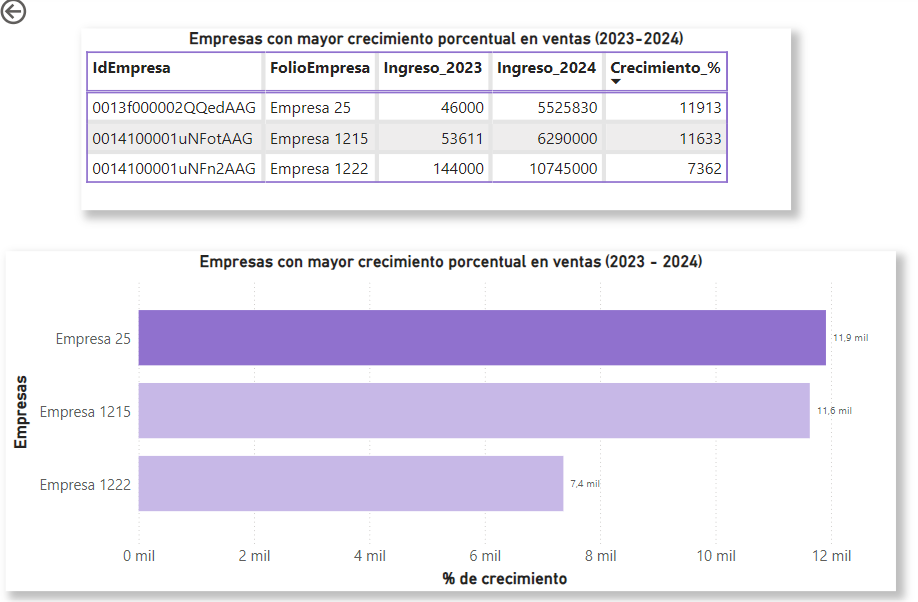 Empresas con mayor crecimiento porcentual en ventas (2023-2024)
IdEmpresa FolioEmpresa Ingreso_2023 Ingreso_2024 Crecimiento_%
0013f000002QQedAAG Empresa 25 46000 5525830 11913
0014100001uNFotAAG Empresa 1215 53611 6290000 11633
0014100001uNFn2AAG Empresa 1222 144000 10745000 7362
Empresas con mayor crecimiento porcentual en ventas (2023 - 2024)
Empresas
Empresa 25 11,9 mil
Empresa 1215 11,6 mil
Empresa 1222 7,4 mil
0 mil 2 mil 4 mil 6 mil 8 mil 10 mil 12 mil
% de crecimiento